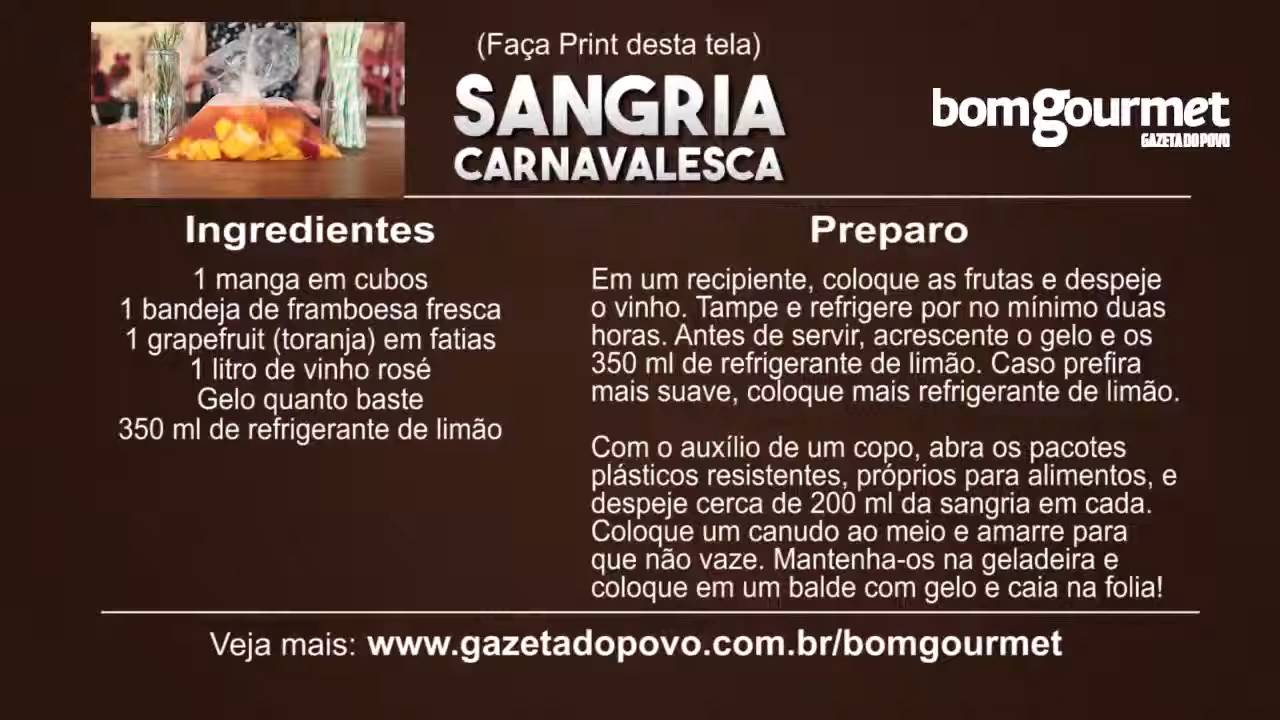 (Faça Print desta tela)
SANGRIA
CARNAVALESCA
bomgourmet
GAZETA DO POVO
Ingredientes
1 manga em cubos
1 bandeja de framboesa fresca
1 grapefruit (toranja) em fatias
1 litro de vinho rosé
Gelo quanto baste
350 ml de refrigerante de limão
Preparo
Em um recipiente, coloque as frutas e despeje
o vinho. Tampe e refrigere por no mínimo duas
horas. Antes de servir, acrescente o gelo e os
350 ml de refrigerante de limão. Caso prefira
mais suave, coloque mais refrigerante de limão.
Com o auxílio de um copo, abra os pacotes
plásticos resistentes, próprios para alimentos, e
despeje cerca de 200 ml da sangria em cada.
Coloque um canudo ao meio e amarre para
que não vaze. Mantenha-os na geladeira e
coloque em um balde com gelo e caia na folia!
Veja mais: www.gazetadopovo.com.br/bomgourmet